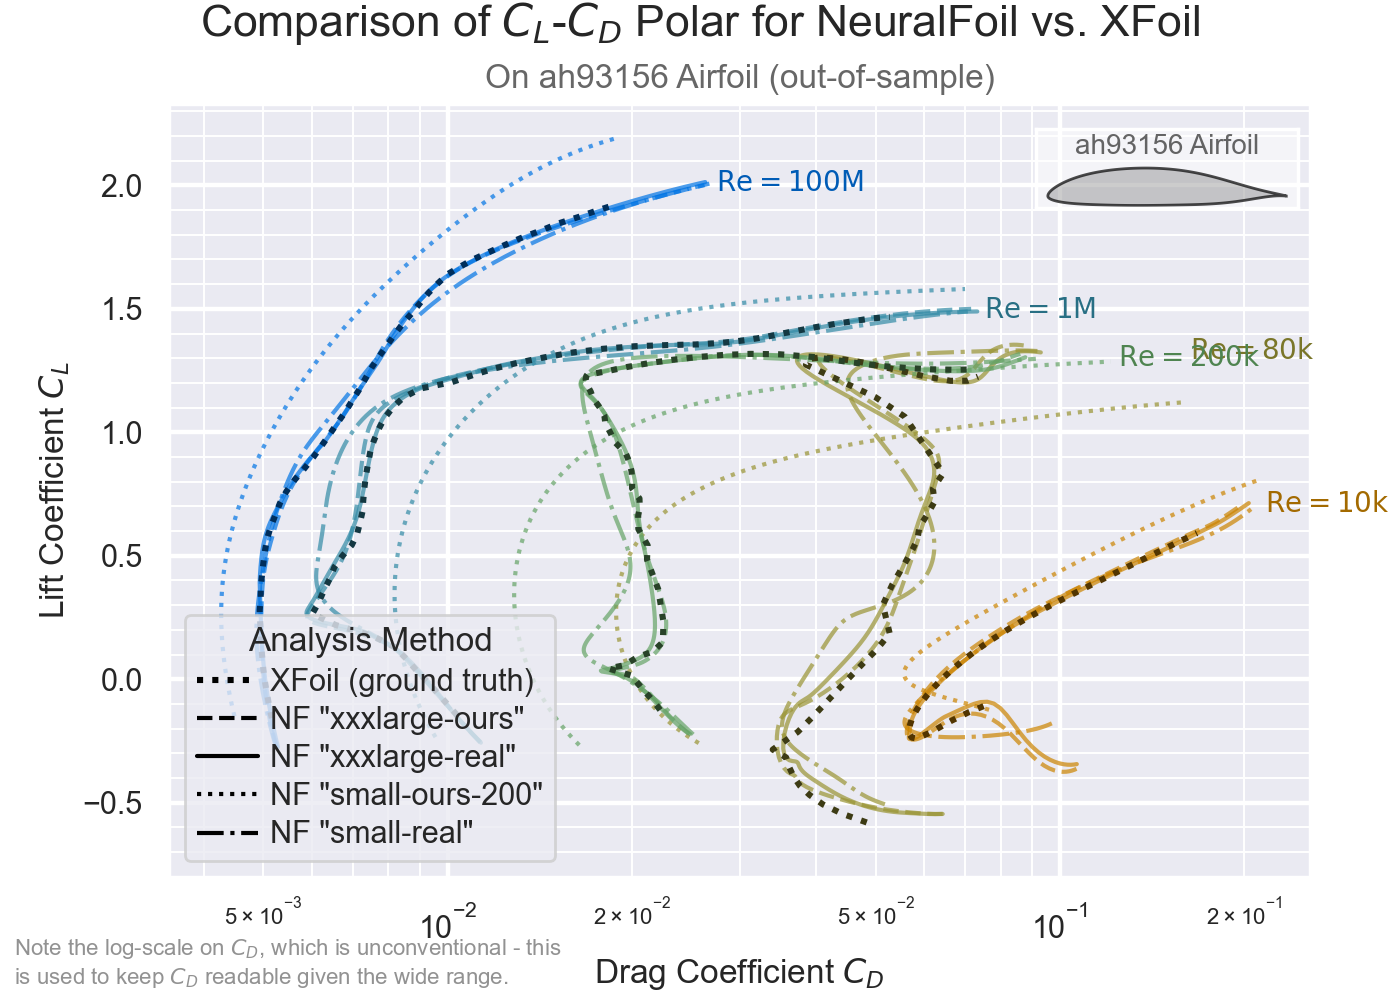 Comparison of C_L-C_D Polar for NeuralFoil vs. XFoil
On ah93156 Airfoil (out-of-sample)
ah93156 Airfoil
Re = 100M
Re = 1M
Re = 200k
Re = 80k
Re = 10k
Lift Coefficient C_L
2.0
1.5
1.0
0.5
0.0
−0.5
Analysis Method
XFoil (ground truth)
NF "xxxlarge-ours"
NF "xxxlarge-real"
NF "small-ours-200"
NF "small-real"
5 × 10⁻³
10⁻²
2 × 10⁻²
5 × 10⁻²
10⁻¹
2 × 10⁻¹
Drag Coefficient C_D
Note the log-scale on C_D, which is unconventional - this
is used to keep C_D readable given the wide range.